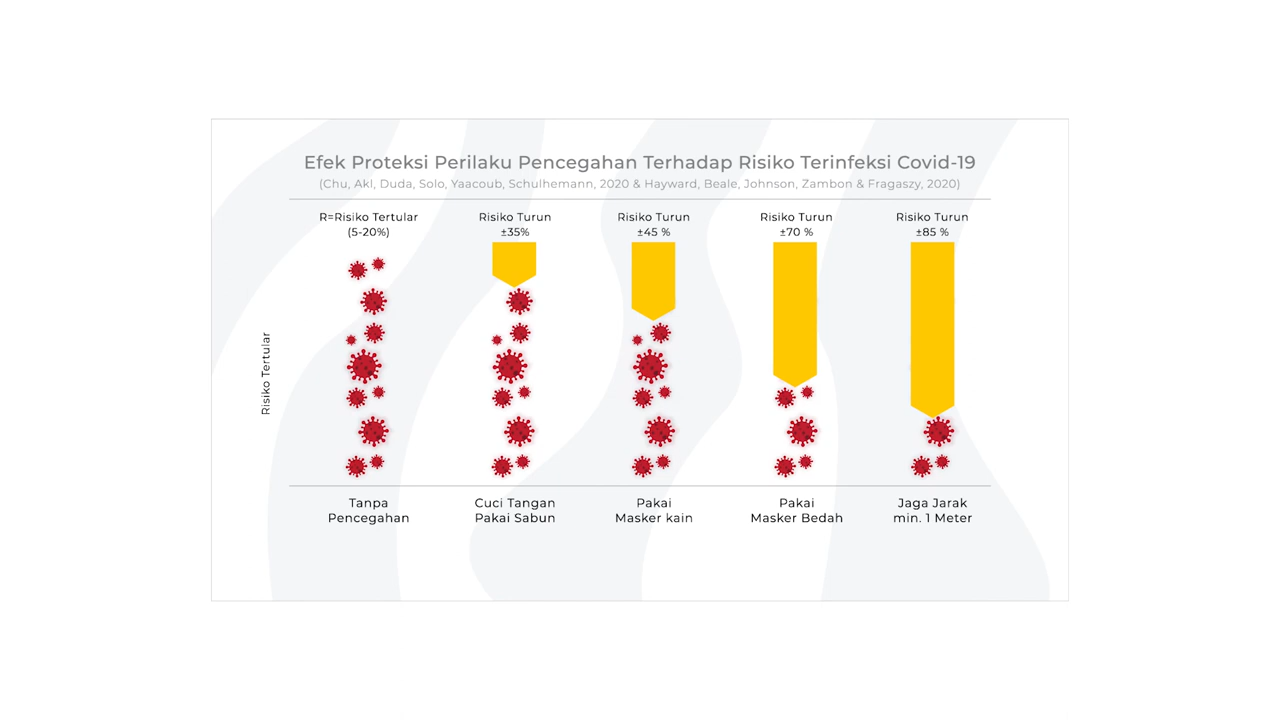 Efek Proteksi Perilaku Pencegahan Terhadap Risiko Terinfeksi Covid-19
(Chu, Akl, Duda, Solo, Yaacoub, Schulhemann, 2020 & Hayward, Beale, Johnson, Zambon & Fragaszy, 2020)
R=Risiko Tertular
(5-20%)
Risiko Turun
±35%
Risiko Turun
±45 %
Risiko Turun
±70 %
Risiko Turun
±85 %
Risiko Tertular
Tanpa
Pencegahan
Cuci Tangan
Pakai Sabun
Pakai
Masker kain
Pakai
Masker Bedah
Jaga Jarak
min. 1 Meter